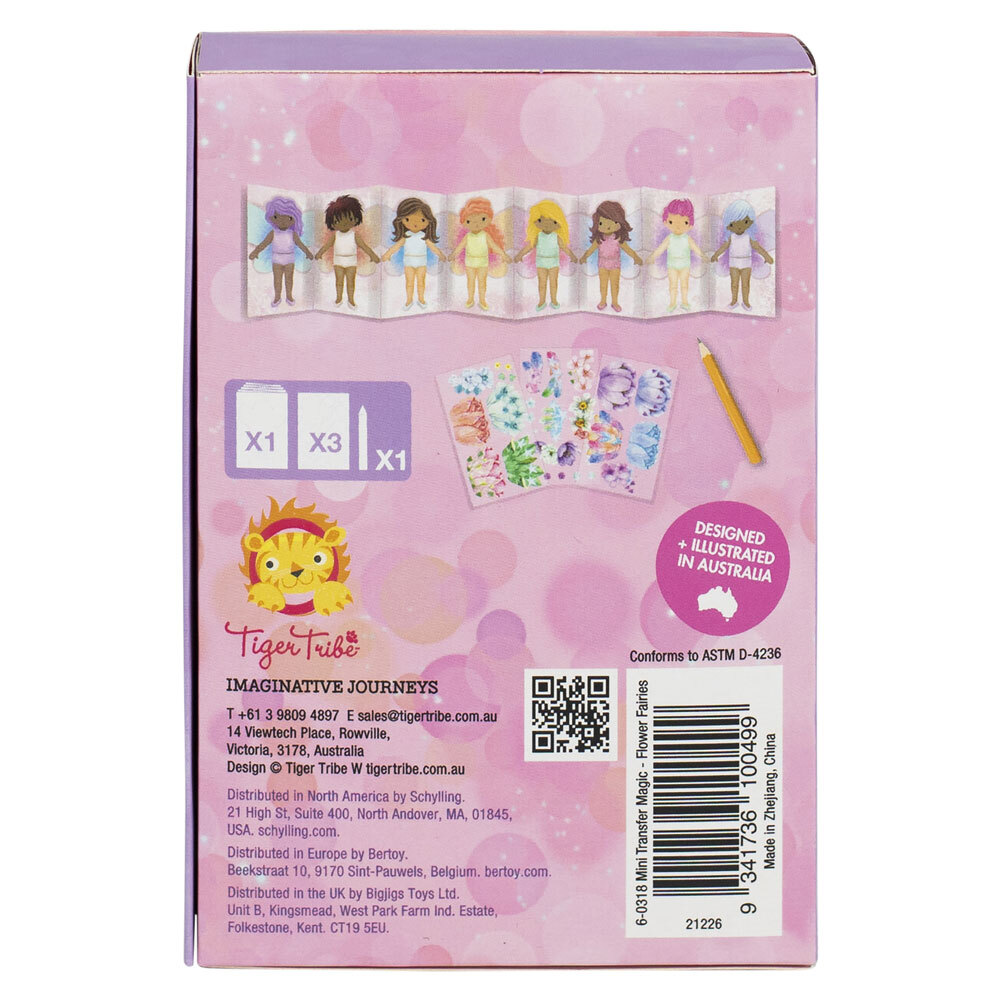 X1
X3
X1
DESIGNED
+ ILLUSTRATED
IN AUSTRALIA
Tiger Tribe
IMAGINATIVE JOURNEYS
T +61 3 9809 4897 E sales@tigertribe.com.au
14 Viewtech Place, Rowville,
Victoria, 3178, Australia
Design © Tiger Tribe W tigertribe.com.au
Distributed in North America by Schylling.
21 High St, Suite 400, North Andover, MA, 01845,
USA. schylling.com.
Distributed in Europe by Bertoy.
Beekstraat 10, 9170 Sint-Pauwels, Belgium. bertoy.com.
Distributed in the UK by Bigjigs Toys Ltd.
Unit B, Kingsmead, West Park Farm Ind. Estate,
Folkestone, Kent. CT19 5EU.
Conforms to ASTM D-4236
6-0318 Mini Transfer Magic - Flower Fairies
9 341736 100499
Made in Zhejiang, China
21226